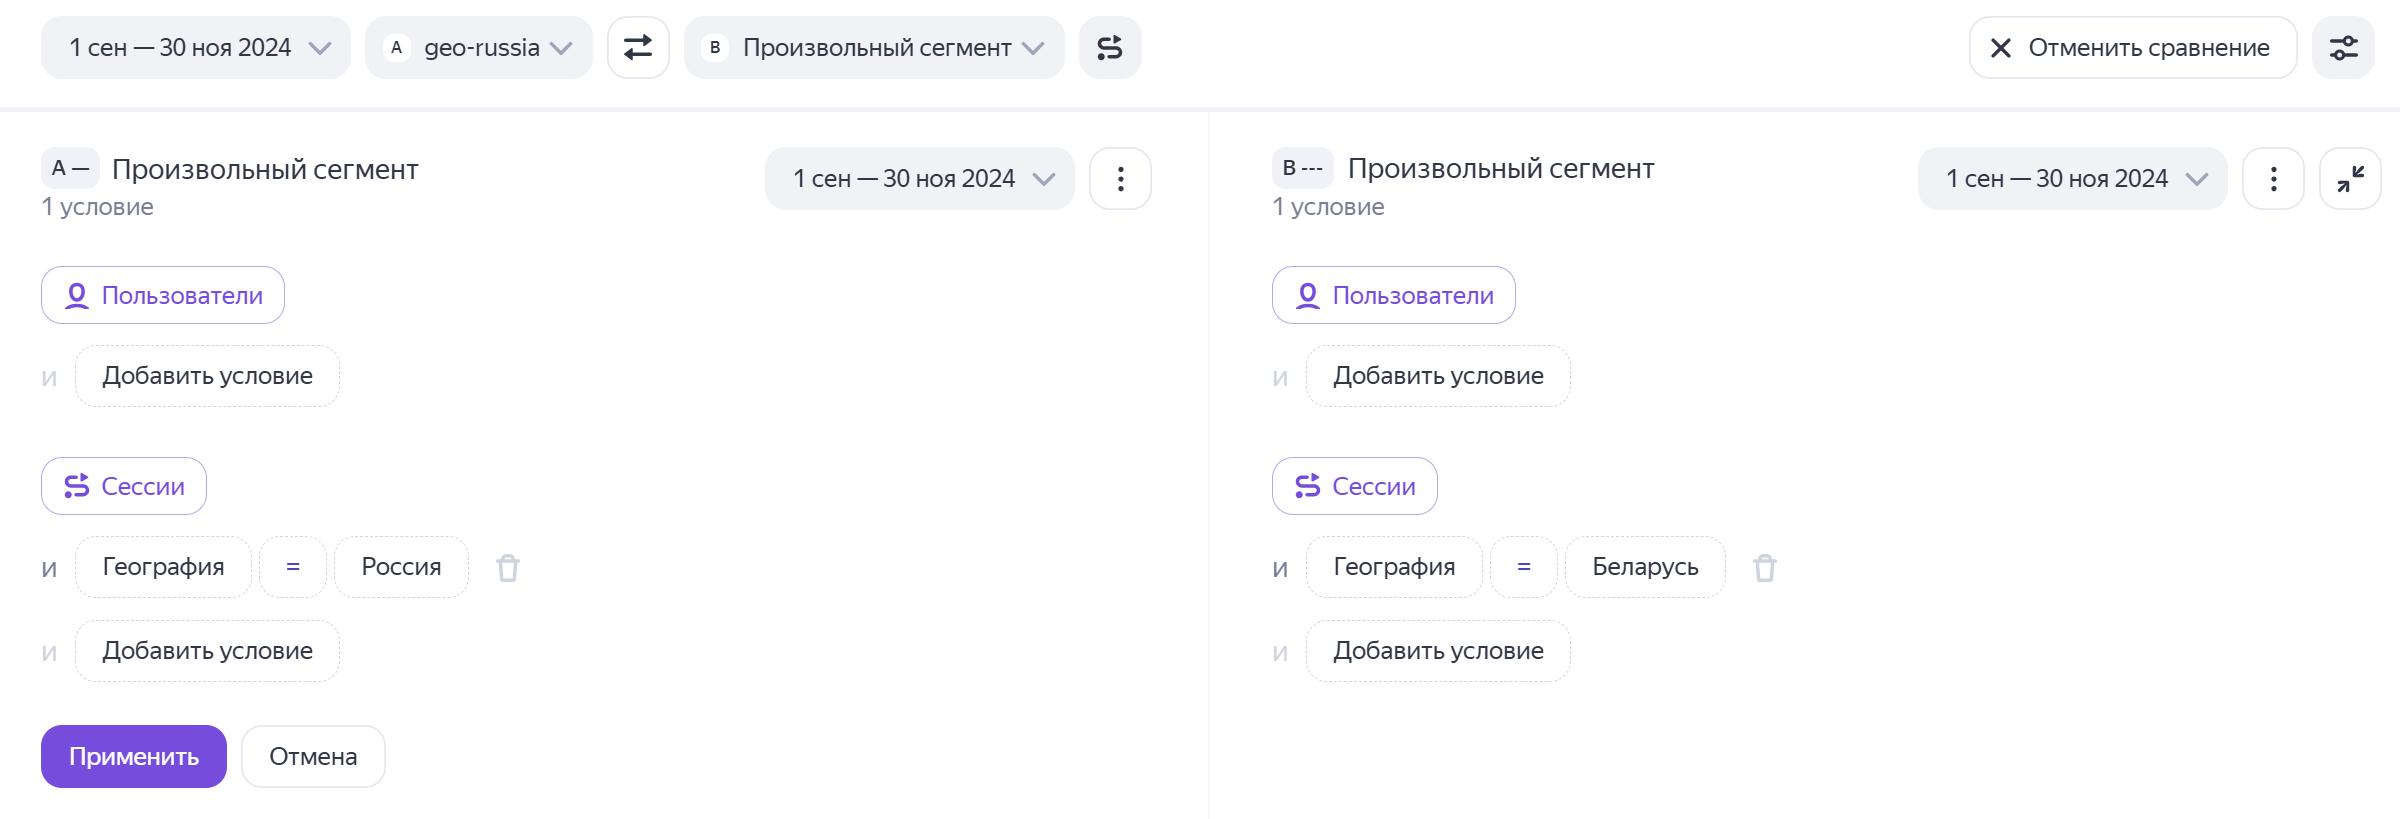 1 сен — 30 ноя 2024
A geo-russia
B Произвольный сегмент
Отменить сравнение
A — Произвольный сегмент
1 условие
1 сен — 30 ноя 2024
Пользователи
и Добавить условие
Сессии
и География = Россия
и Добавить условие
Применить Отмена
B --- Произвольный сегмент
1 условие
1 сен — 30 ноя 2024
Пользователи
и Добавить условие
Сессии
и География = Беларусь
и Добавить условие